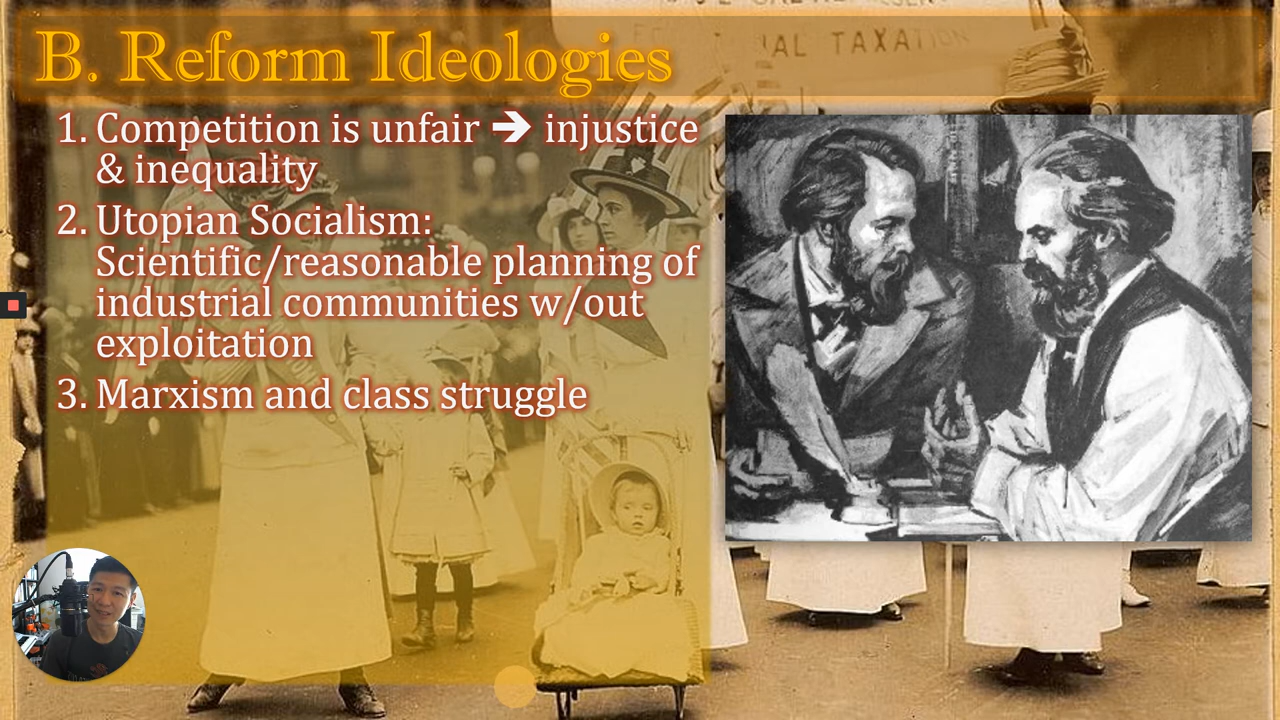 B. Reform Ideologies
AL TAXATION
1. Competition is unfair ➔ injustice
& inequality
2. Utopian Socialism:
Scientific/reasonable planning of
industrial communities w/out
exploitation
3. Marxism and class struggle